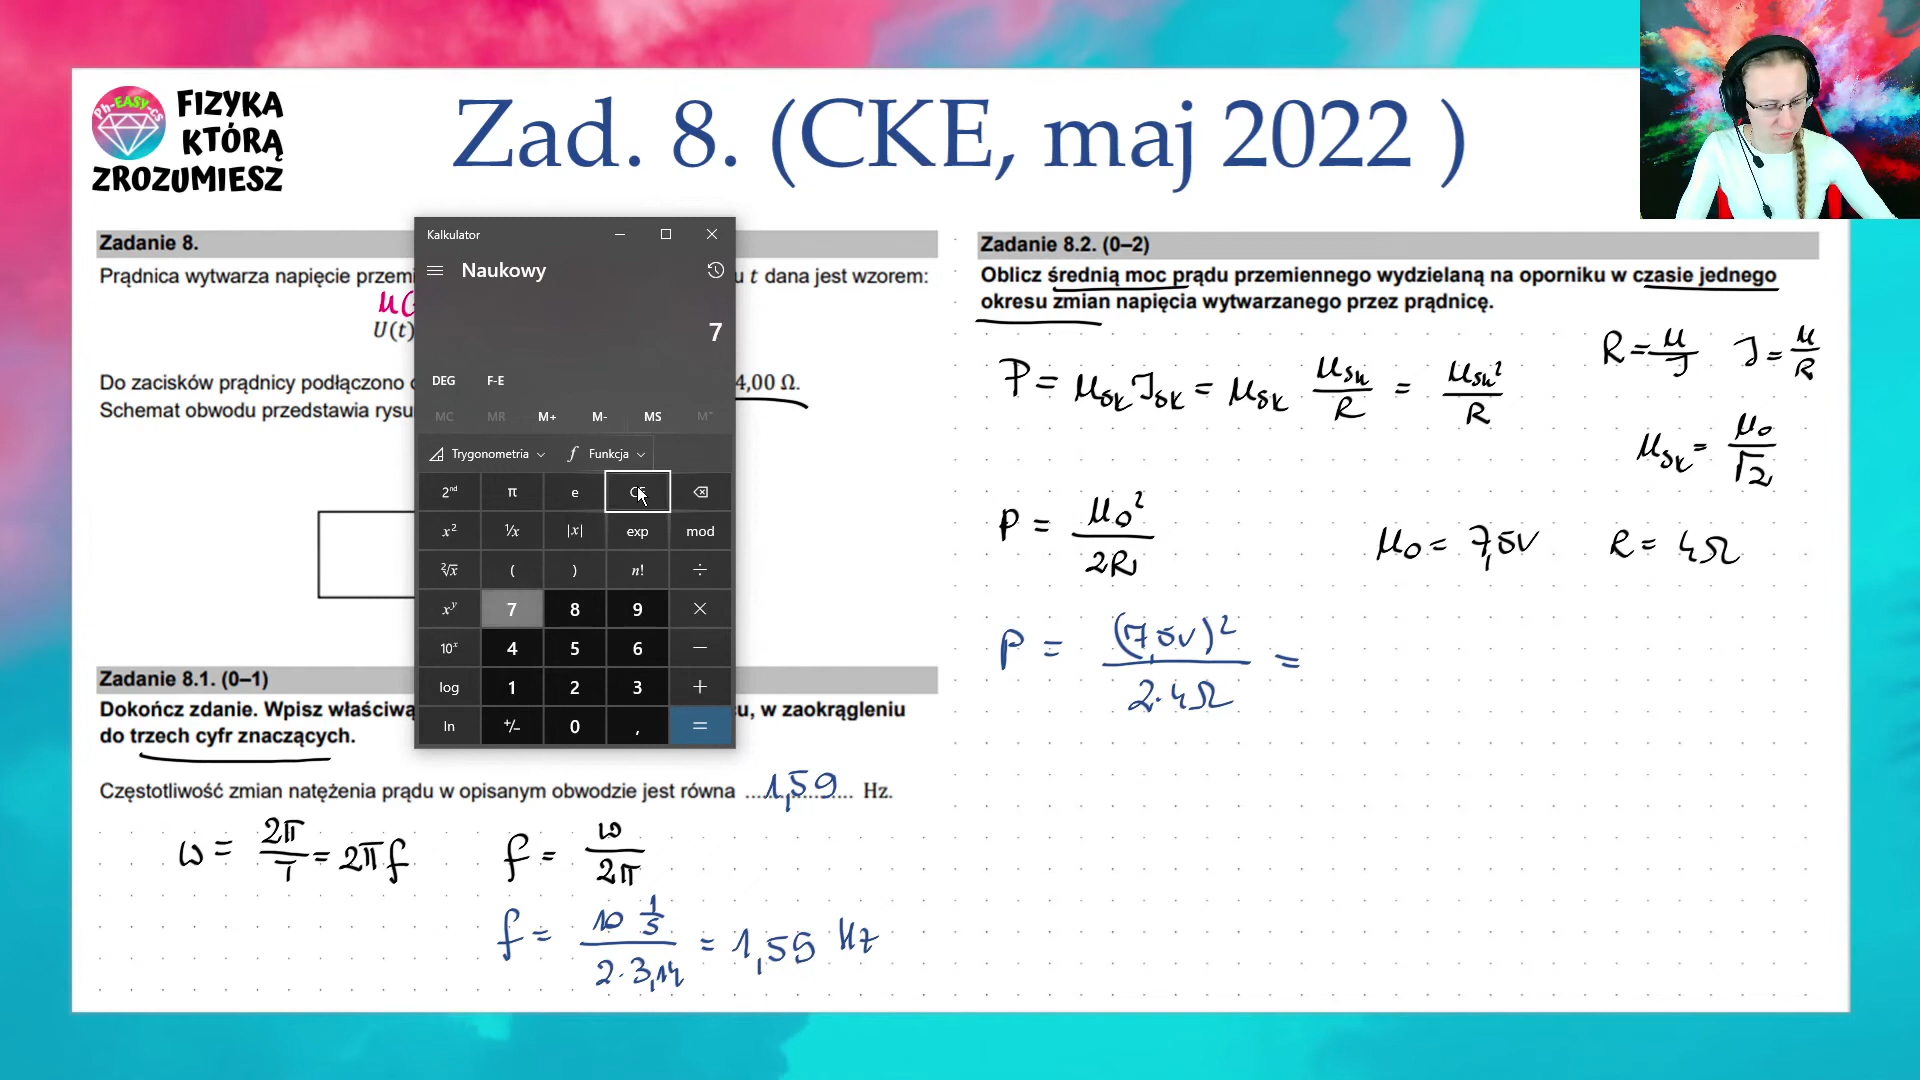 Ph-EASY-cs
FIZYKA
KTÓRĄ
ZROZUMIESZ
Zad. 8. (CKE, maj 2022 )
Zadanie 8.
Prądnica wytwarza napięcie przemi
u t dana jest wzorem:
U(
U(t)
Do zacisków prądnicy podłączono
4,00 Ω.
Schemat obwodu przedstawia rysu
Kalkulator
Naukowy
7
DEG F-E
MC MR M+ M- MS M˅
Trygonometria f Funkcja
2ⁿᵈ π e CE
x² ¹/x |x| exp mod
²√x ( ) n! ÷
xʸ 7 8 9 ×
10ˣ 4 5 6 −
log 1 2 3 +
ln +/− 0 , =
Zadanie 8.1. (0–1)
Dokończ zdanie. Wpisz właściwą
u, w zaokrągleniu
do trzech cyfr znaczących.
Częstotliwość zmian natężenia prądu w opisanym obwodzie jest równa ...1,59... Hz.
ω = 2π/T = 2πf
f = ω/2π
f = 10 1/s / 2·3,14 = 1,59 Hz
Zadanie 8.2. (0–2)
Oblicz średnią moc prądu przemiennego wydzielaną na oporniku w czasie jednego
okresu zmian napięcia wytwarzanego przez prądnicę.
R = U/I I = U/R
P = Usk Isk = Usk Usk/R = Usk²/R
Usk = U0/√2
P = U0²/2R
U0 = 7,5V R = 4Ω
P = (7,5V)²/2·4Ω =